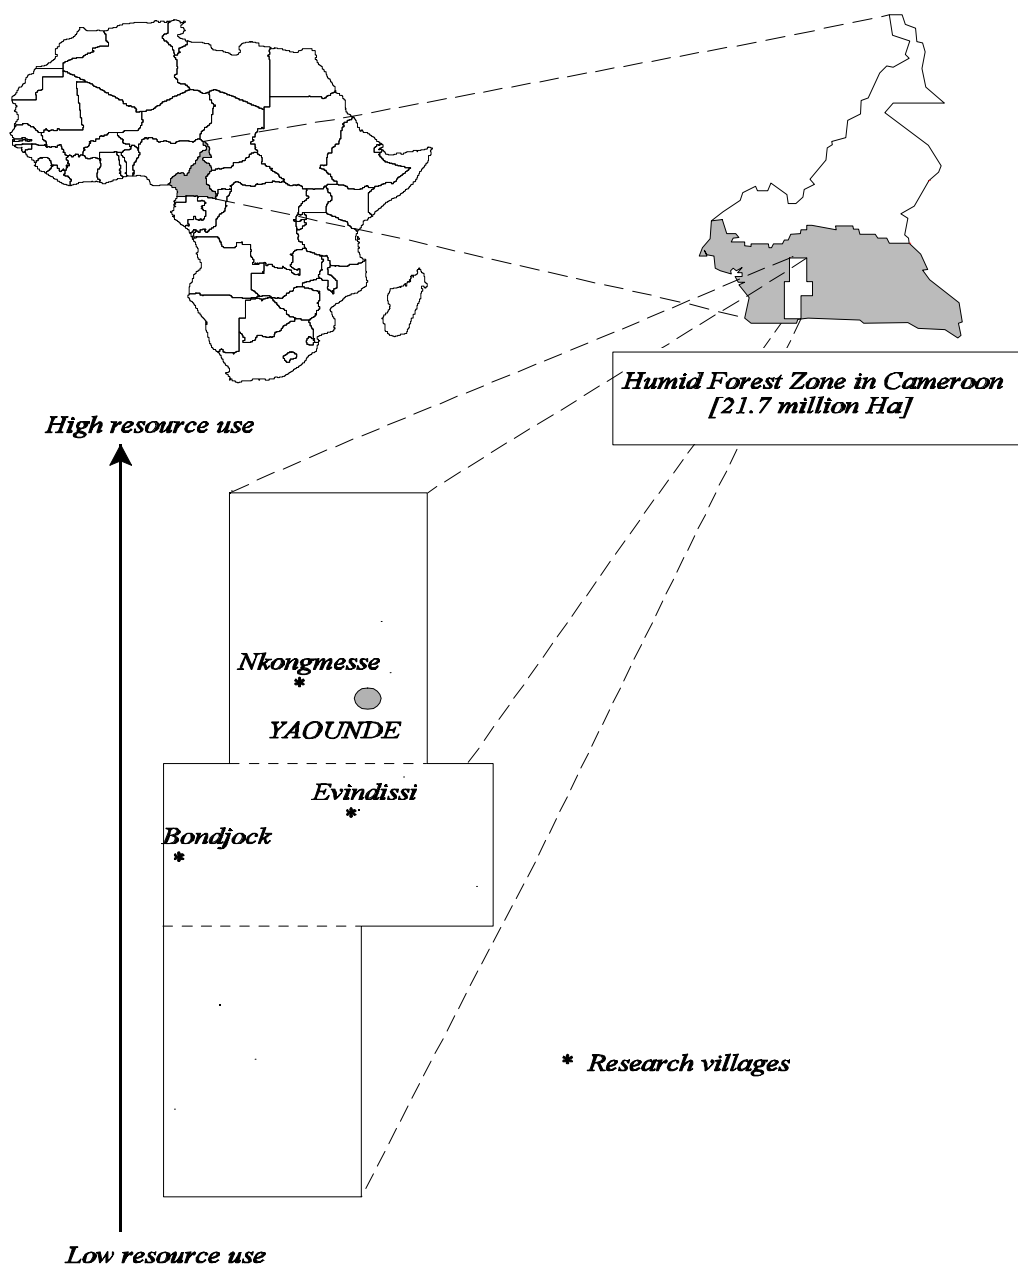 Humid Forest Zone in Cameroon
[21.7 million Ha]
High resource use
Nkongmesse
*
YAOUNDE
Evindissi
*
Bondjock
*
* Research villages
Low resource use